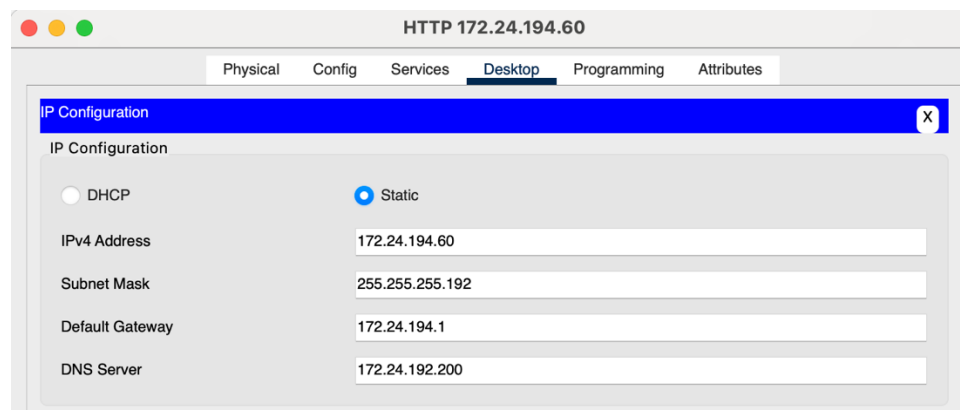 HTTP 172.24.194.60
Physical Config Services Desktop Programming Attributes
IP Configuration X
IP Configuration
DHCP Static
IPv4 Address 172.24.194.60
Subnet Mask 255.255.255.192
Default Gateway 172.24.194.1
DNS Server 172.24.192.200